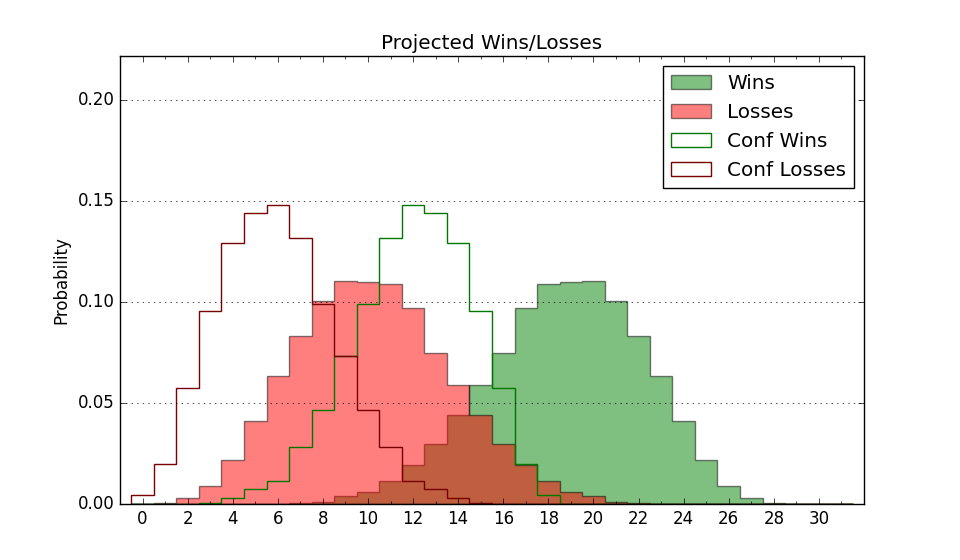 Projected Wins/Losses
Wins
Losses
Conf Wins
Conf Losses
Probability
0.20
0.15
0.10
0.05
0.00
0 2 4 6 8 10 12 14 16 18 20 22 24 26 28 30